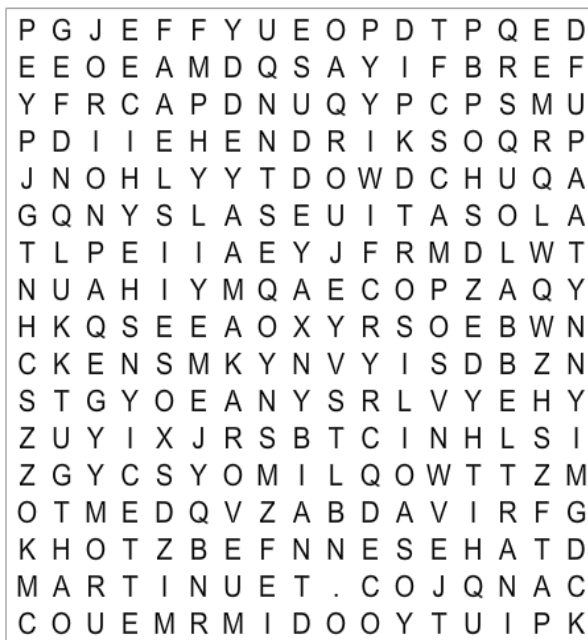 P G J E F F Y U E O P D T P Q E D
E E O E A M D Q S A Y I F B R E F
Y F R C A P D N U Q Y P C P S M U
P D I I E H E N D R I K S O Q R P
J N O H L Y Y T D O W D C H U Q A
G Q N Y S L A S E U I T A S O L A
T L P E I I A E Y J F R M D L W T
N U A H I Y M Q A E C O P Z A Q Y
H K Q S E E A O X Y R S O E B W N
C K E N S M K Y N V Y I S D B Z N
S T G Y O E A N Y S R L V Y E H Y
Z U Y I X J R S B T C I N H L S I
Z G Y C S Y O M I L Q O W T T Z M
O T M E D Q V Z A B D A V I R F G
K H O T Z B E F N N E S E H A T D
M A R T I N U E T . C O J Q N A C
C O U E M R M I D O O Y T U I P K